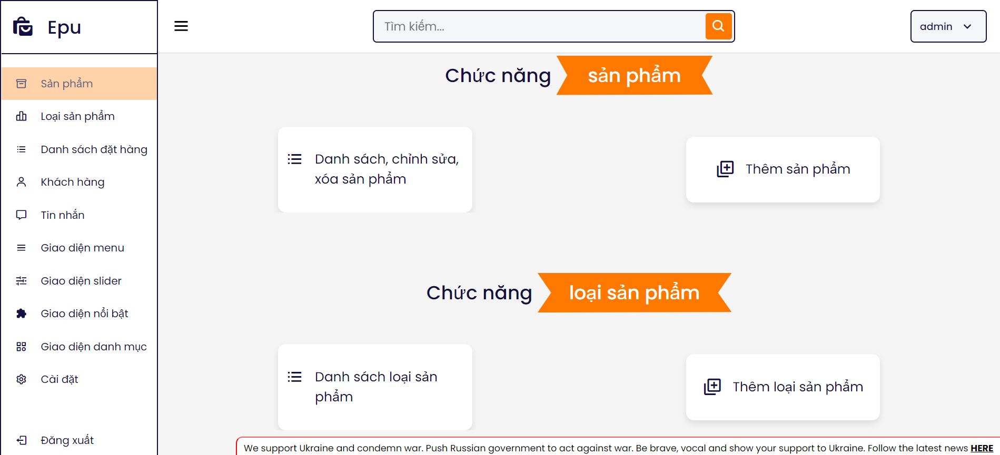 Epu
Tìm kiếm...
admin
Sản phẩm
Loại sản phẩm
Danh sách đặt hàng
Khách hàng
Tin nhắn
Giao diện menu
Giao diện slider
Giao diện nổi bật
Giao diện danh mục
Cài đặt
Đăng xuất
Chức năng sản phẩm
Danh sách, chỉnh sửa,
xóa sản phẩm
Thêm sản phẩm
Chức năng loại sản phẩm
Danh sách loại sản
phẩm
Thêm loại sản phẩm
We support Ukraine and condemn war. Push Russian government to act against war. Be brave, vocal and show your support to Ukraine. Follow the latest news HERE